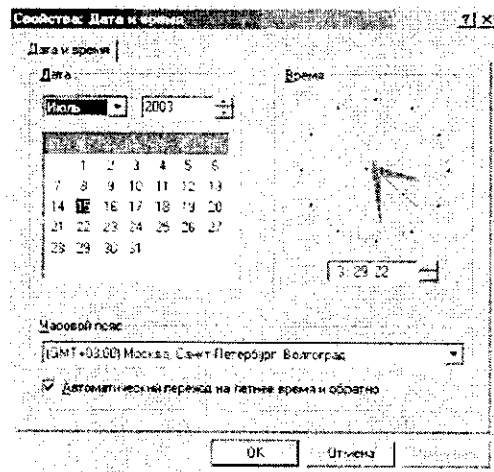 Свойства: Дата и время ? ×
Дата и время
Дата
Время
Июль 2003
1 2 3 4 5 6
7 8 9 10 11 12 13
14 15 16 17 18 19 20
21 22 23 24 25 26 27
28 29 30 31
3:29:22
Часовой пояс
(GMT+03:00) Москва, Санкт-Петербург, Волгоград
Автоматический переход на летнее время и обратно
OK Отмена